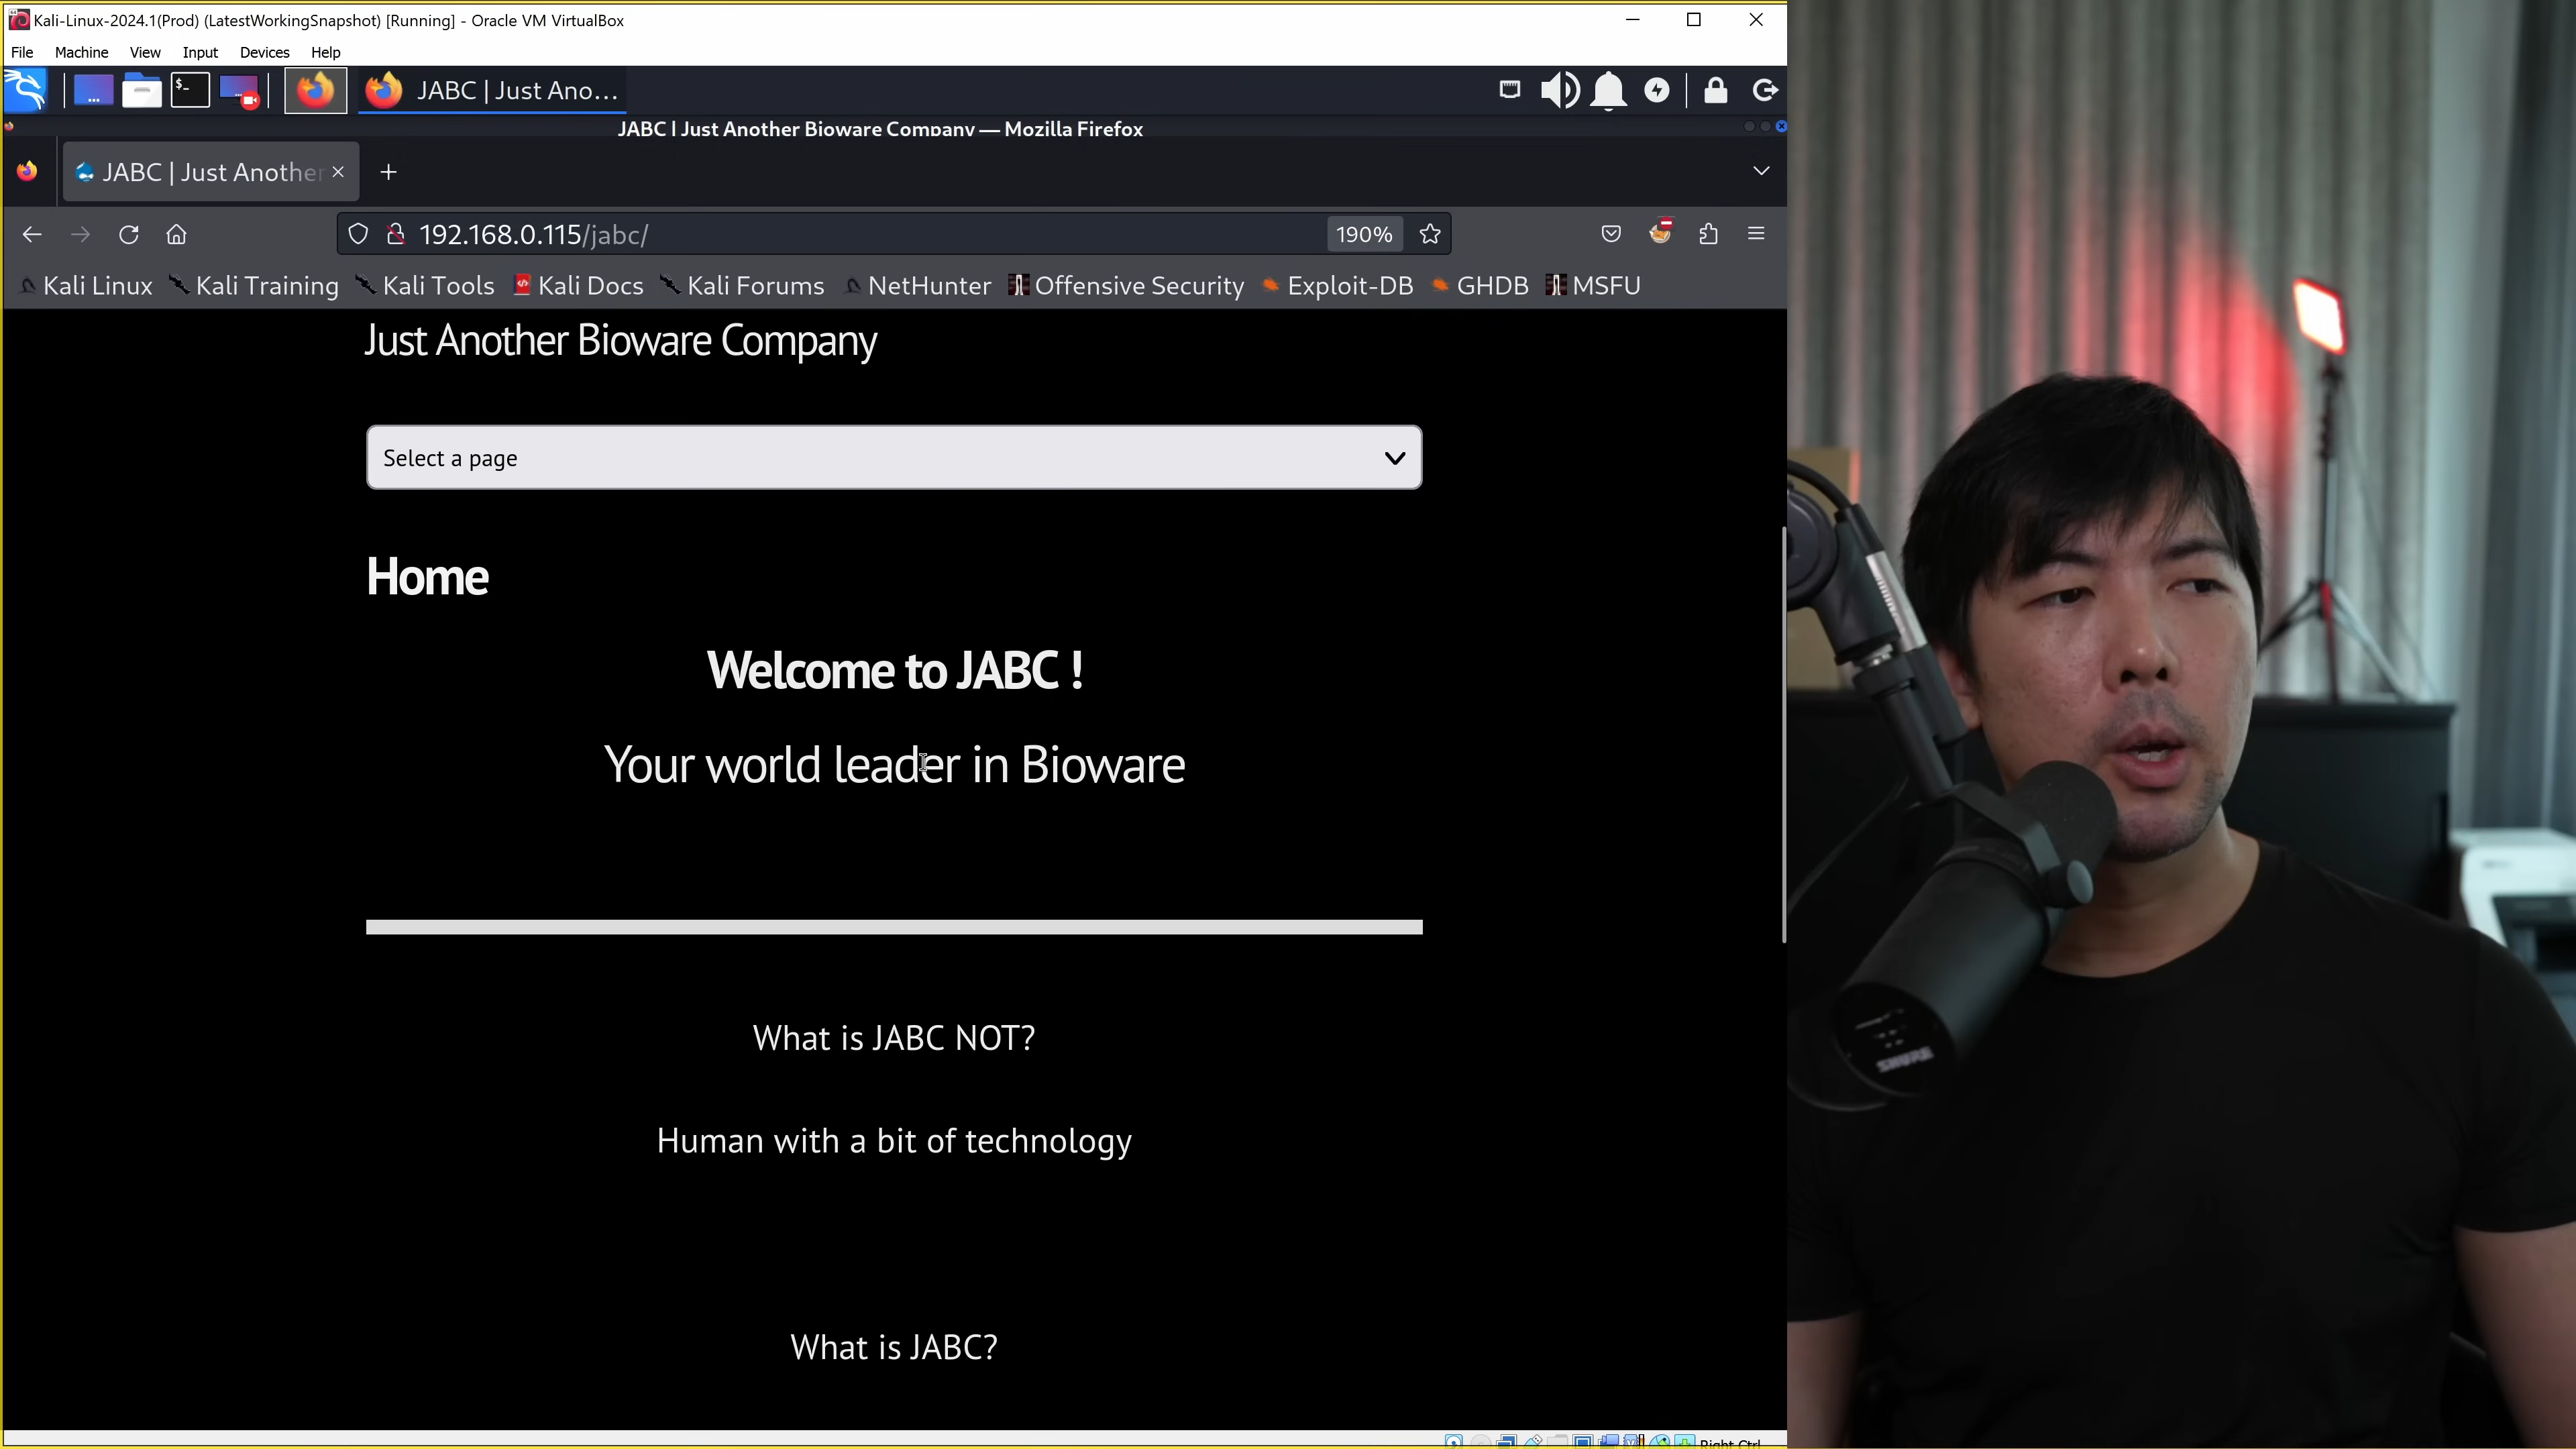 Kali-Linux-2024.1(Prod) (LatestWorkingSnapshot) [Running] - Oracle VM VirtualBox
File Machine View Input Devices Help
$_
JABC | Just Ano...
JABC | Just Another Bioware Company — Mozilla Firefox
JABC | Just Another
192.168.0.115/jabc/
190%
Kali Linux Kali Training Kali Tools Kali Docs Kali Forums NetHunter Offensive Security Exploit-DB GHDB MSFU
Just Another Bioware Company
Select a page
Home
Welcome to JABC !
Your world leader in Bioware
What is JABC NOT?
Human with a bit of technology
What is JABC?
Right Ctrl
SHURE